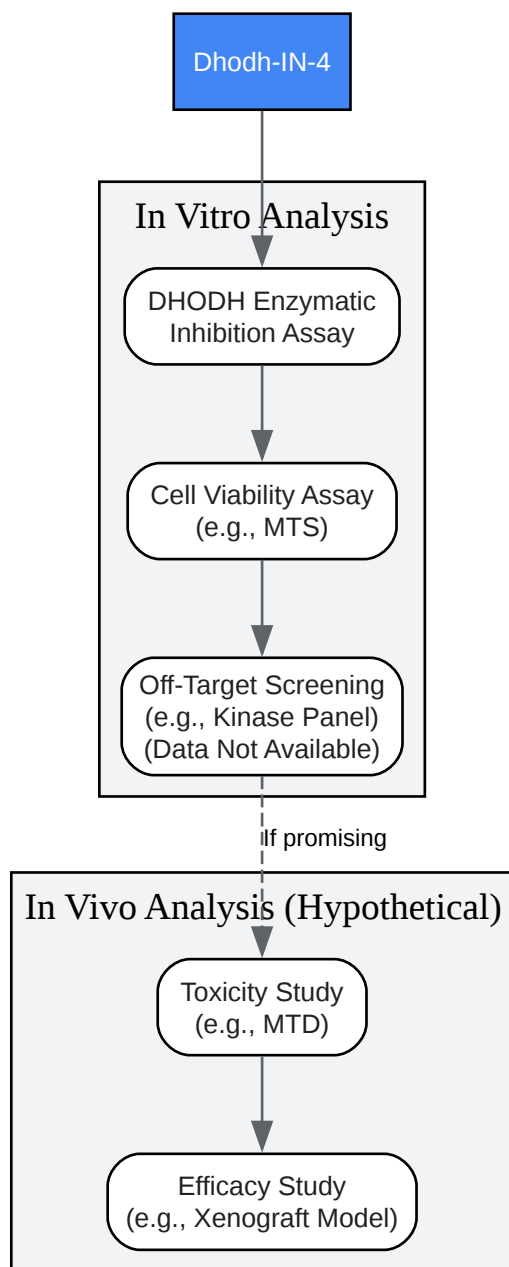 Dhodh-IN-4
In Vitro Analysis
DHODH Enzymatic
Inhibition Assay
Cell Viability Assay
(e.g., MTS)
Off-Target Screening
(e.g., Kinase Panel)
(Data Not Available)
If promising
In Vivo Analysis (Hypothetical)
Toxicity Study
(e.g., MTD)
Efficacy Study
(e.g., Xenograft Model)